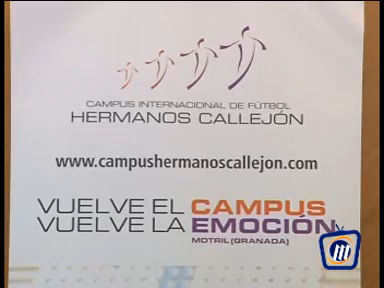 CAMPUS INTERNACIONAL DE FÚTBOL
HERMANOS CALLEJÓN
www.campushermanoscallejon.com
VUELVE EL CAMPUS
VUELVE LA EMOCIÓN
MOTRIL (GRANADA)